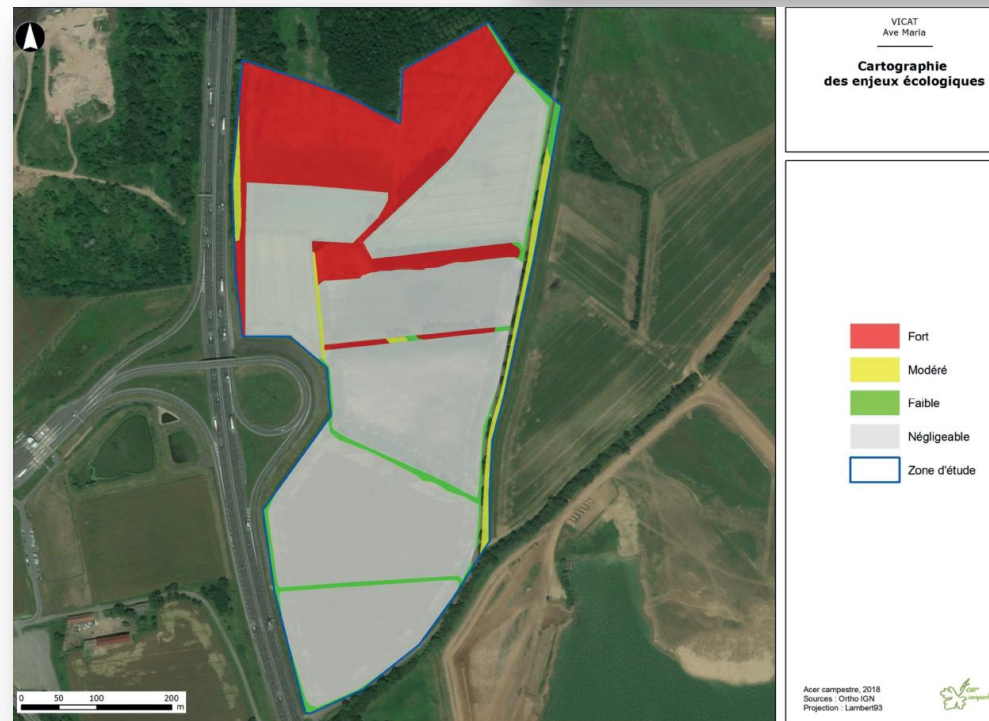 VICAT
Ave Maria
Cartographie
des enjeux écologiques
Fort
Modéré
Faible
Négligeable
Zone d'étude
0 50 100 200
m
Acer campestre, 2018
Sources : Ortho IGN
Projection : Lambert93